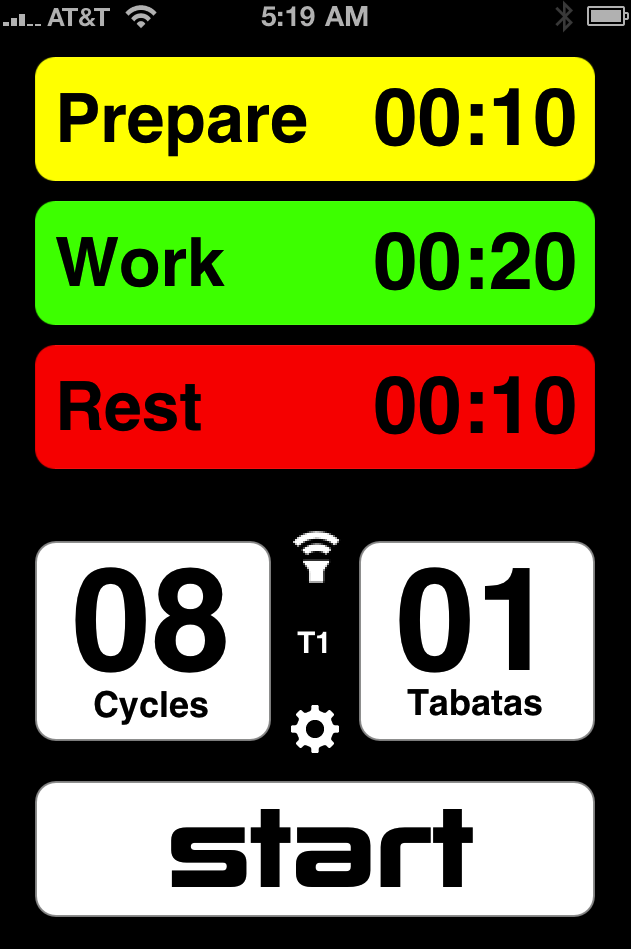 AT&T 5:19 AM
Prepare 00:10
Work 00:20
Rest 00:10
08 T1 01
Cycles Tabatas
start